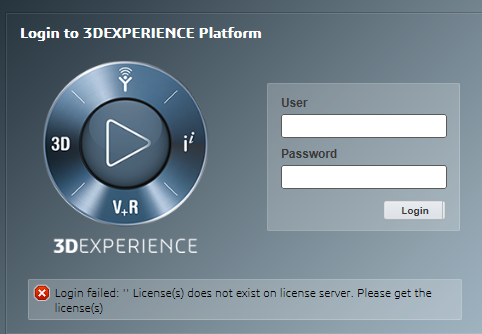 Login to 3DEXPERIENCE Platform
3D
i i
V+R
3DEXPERIENCE
User
Password
Login
Login failed: '' License(s) does not exist on license server. Please get the
license(s)